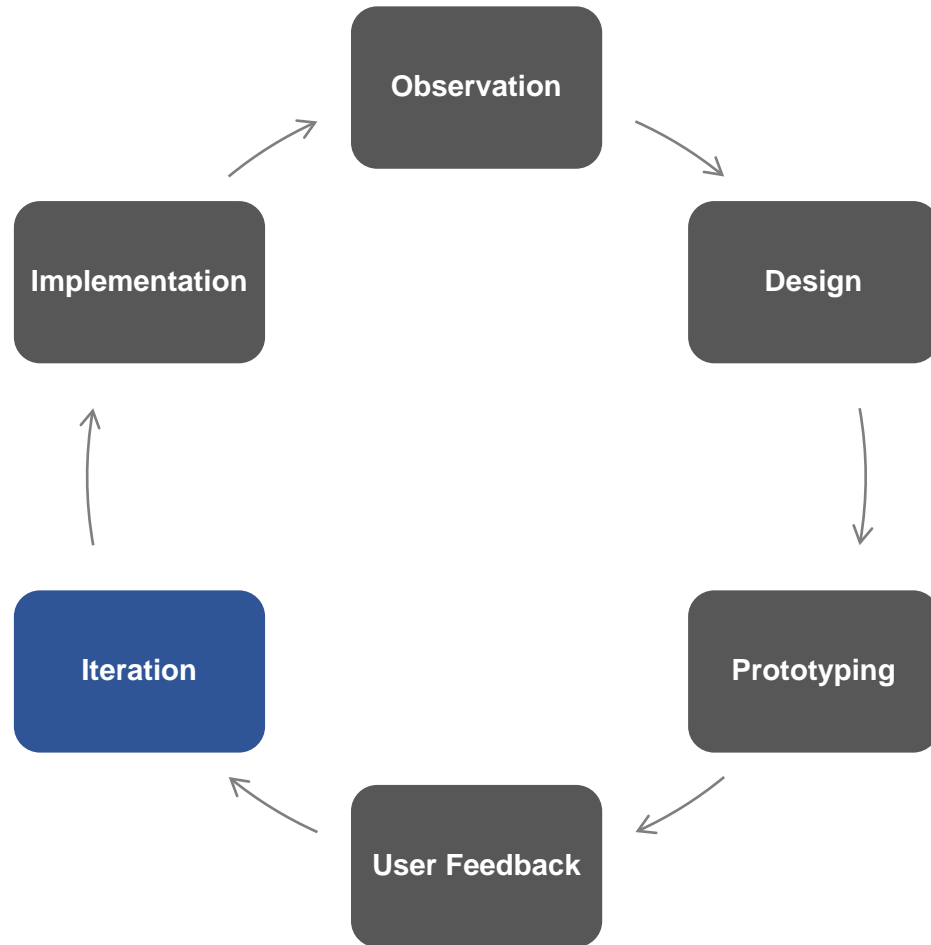 Observation
Design
Prototyping
User Feedback
Iteration
Implementation